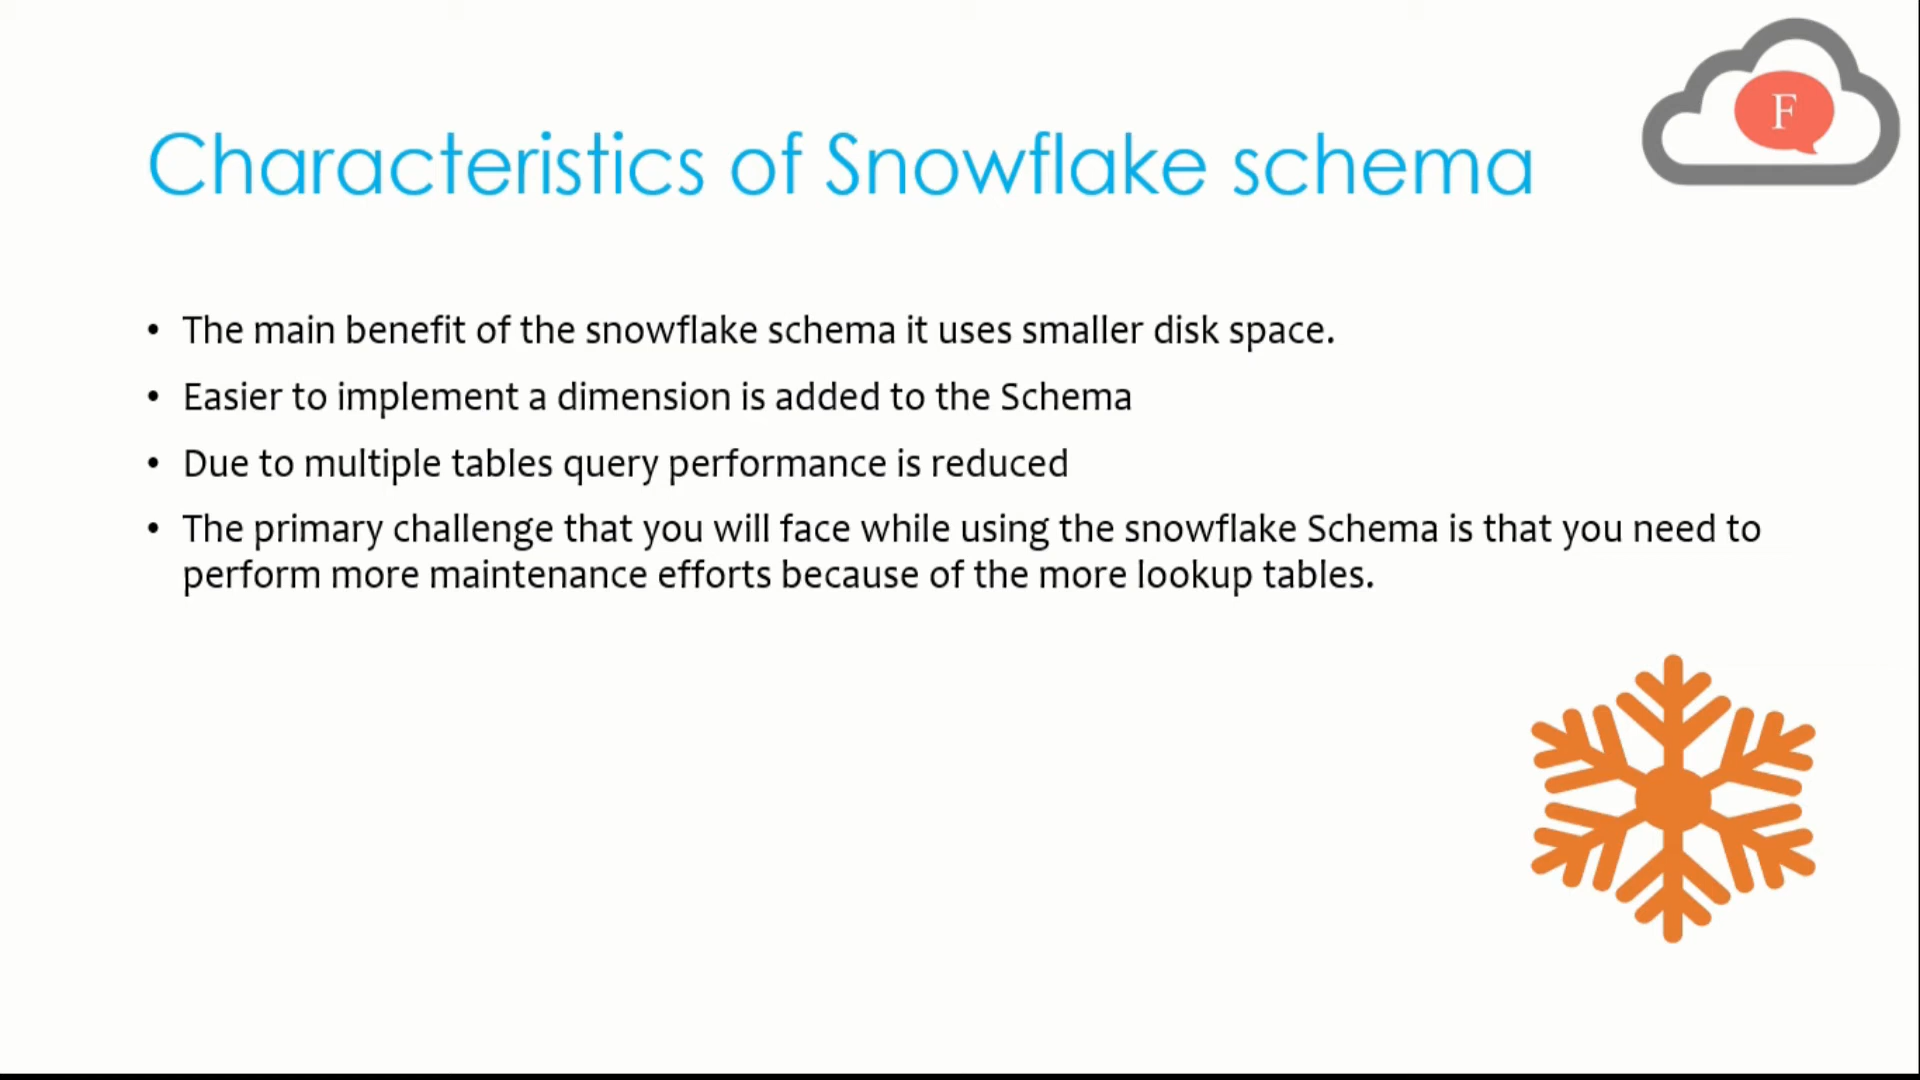 F
Characteristics of Snowflake schema
• The main benefit of the snowflake schema it uses smaller disk space.
• Easier to implement a dimension is added to the Schema
• Due to multiple tables query performance is reduced
• The primary challenge that you will face while using the snowflake Schema is that you need to
perform more maintenance efforts because of the more lookup tables.